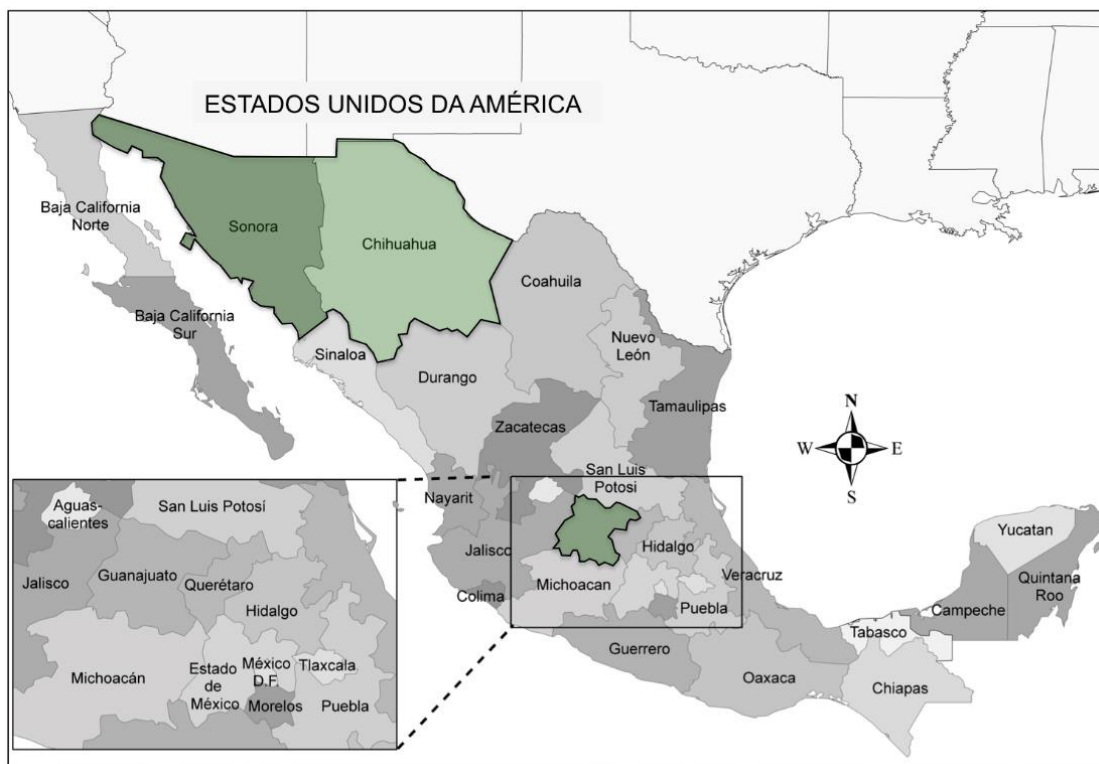 ESTADOS UNIDOS DA AMÉRICA
Baja California
Norte
Sonora
Chihuahua
Coahuila
Baja California
Sur
Nuevo
León
Sinaloa
Durango
Tamaulipas
Zacatecas
N
W
E
S
San Luis
Potosi
Nayarit
Jalisco
Hidalgo
Michoacan
Colima
Veracruz
Puebla
Guerrero
Oaxaca
Yucatan
Quintana
Roo
Campeche
Tabasco
Chiapas
Aguas-
calientes
San Luis Potosí
Jalisco
Guanajuato
Querétaro
Hidalgo
Michoacán
Estado
de
México
México
D.F.
Tlaxcala
Morelos
Puebla